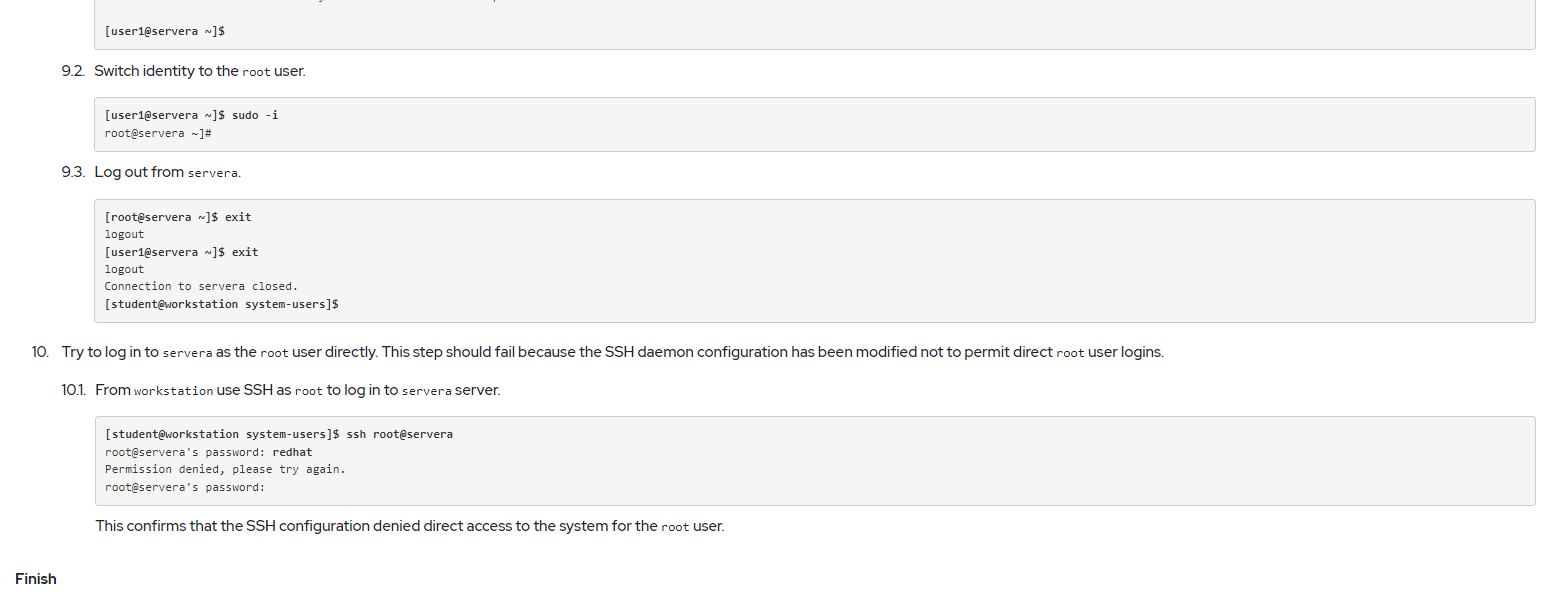 [user1@servera ~]$
9.2. Switch identity to the root user.
[user1@servera ~]$ sudo -i
root@servera ~]#
9.3. Log out from servera.
[root@servera ~]$ exit
logout
[user1@servera ~]$ exit
logout
Connection to servera closed.
[student@workstation system-users]$
10. Try to log in to servera as the root user directly. This step should fail because the SSH daemon configuration has been modified not to permit direct root user logins.
10.1. From workstation use SSH as root to log in to servera server.
[student@workstation system-users]$ ssh root@servera
root@servera's password: redhat
Permission denied, please try again.
root@servera's password:
This confirms that the SSH configuration denied direct access to the system for the root user.
Finish